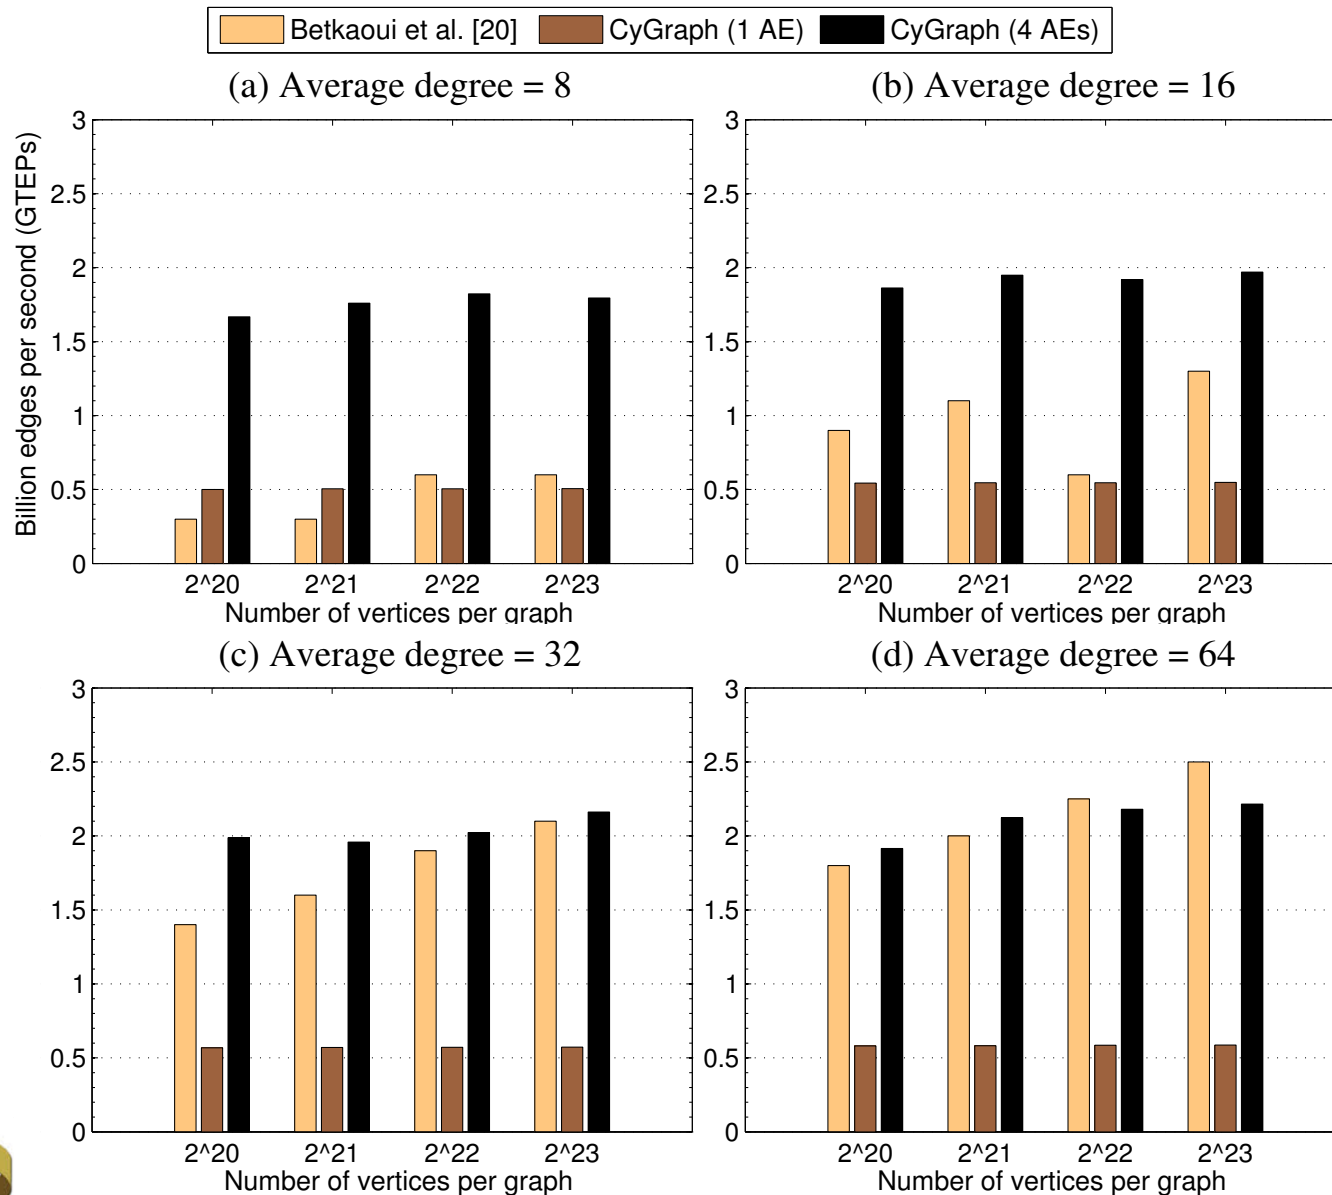 Betkaoui et al. [20] CyGraph (1 AE) CyGraph (4 AEs)
(a) Average degree = 8
3
2.5
2
1.5
1
0.5
0
Billion edges per second (GTEPs)
2^20 2^21 2^22 2^23
Number of vertices per graph
(b) Average degree = 16
3
2.5
2
1.5
1
0.5
0
2^20 2^21 2^22 2^23
Number of vertices per graph
(c) Average degree = 32
3
2.5
2
1.5
1
0.5
0
2^20 2^21 2^22 2^23
Number of vertices per graph
(d) Average degree = 64
3
2.5
2
1.5
1
0.5
0
2^20 2^21 2^22 2^23
Number of vertices per graph